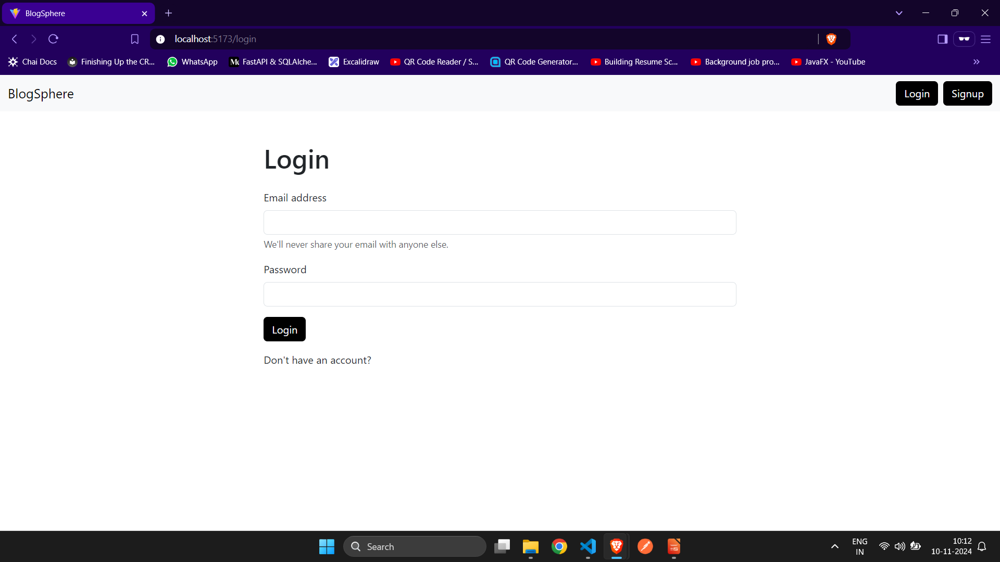 BlogSphere
localhost:5173/login
Chai Docs
Finishing Up the CR...
WhatsApp
FastAPI & SQLAlche...
Excalidraw
QR Code Reader / S...
QR Code Generator...
Building Resume Sc...
Background job pro...
JavaFX - YouTube
BlogSphere
Login
Signup
Login
Email address
We'll never share your email with anyone else.
Password
Login
Don't have an account?
Search
ENG
IN
10:12
10-11-2024